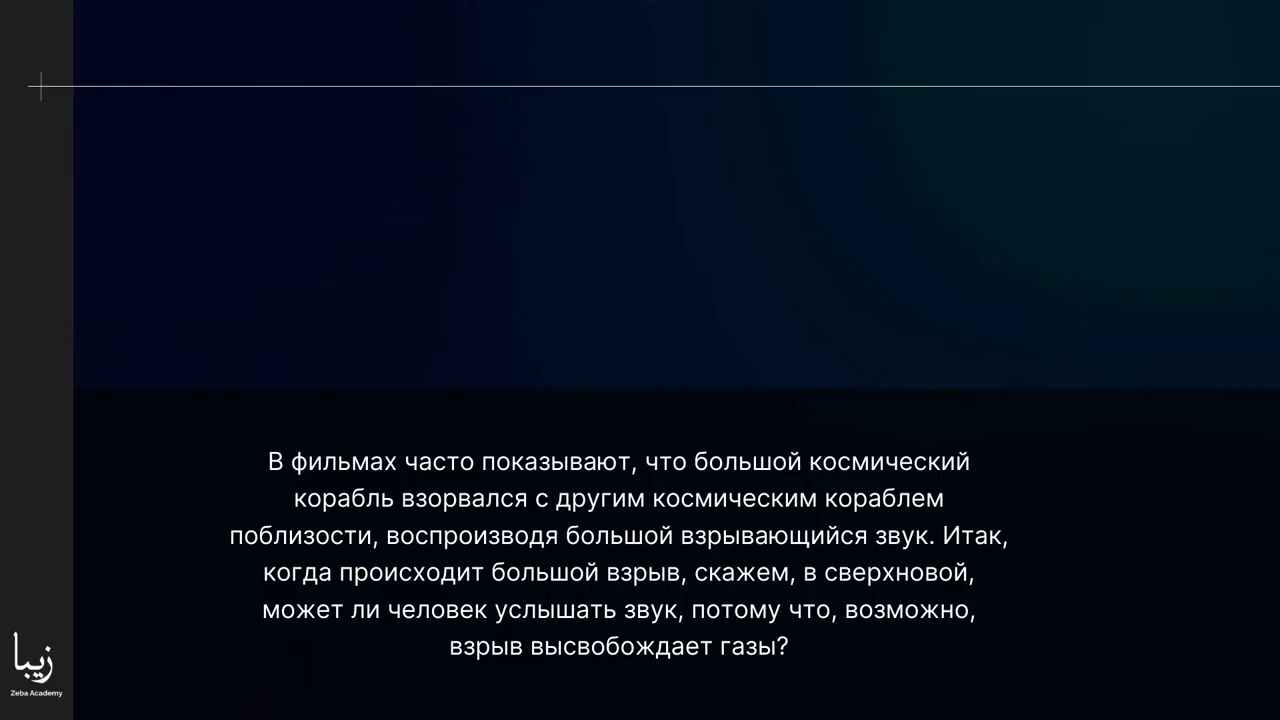 В фильмах часто показывают, что большой космический
корабль взорвался с другим космическим кораблем
поблизости, воспроизводя большой взрывающийся звук. Итак,
когда происходит большой взрыв, скажем, в сверхновой,
может ли человек услышать звук, потому что, возможно,
взрыв высвобождает газы?
زيبا
Zeba Academy